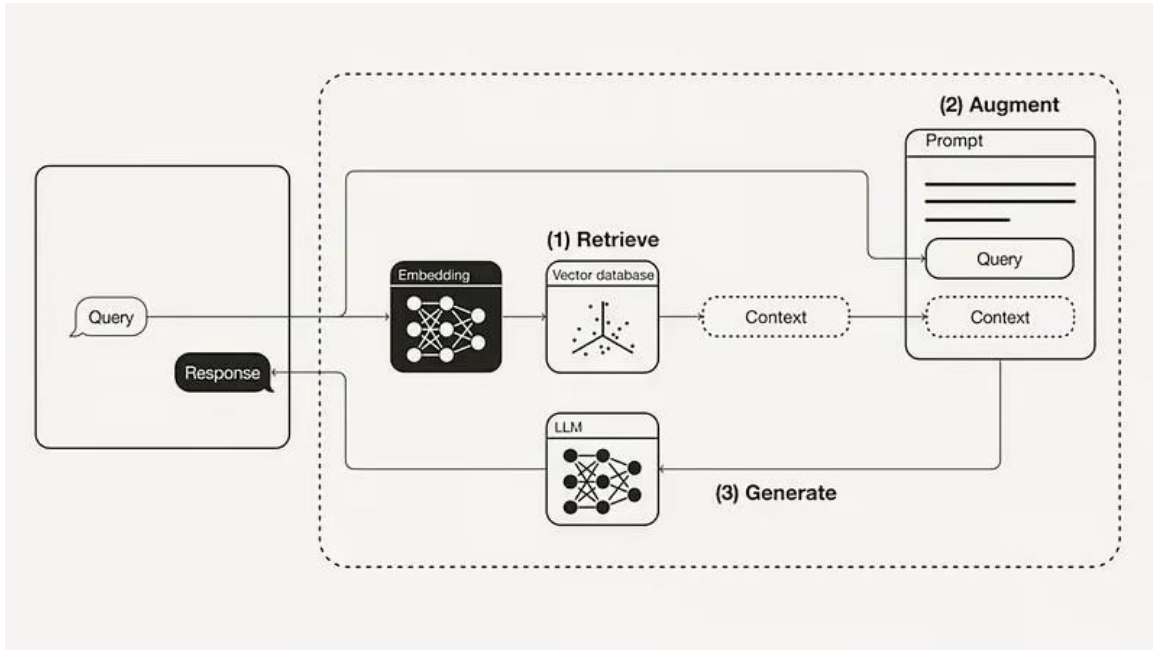 (2) Augment
Prompt
(1) Retrieve
Query
Embedding
Vector database
Query
Context
Context
Response
LLM
(3) Generate